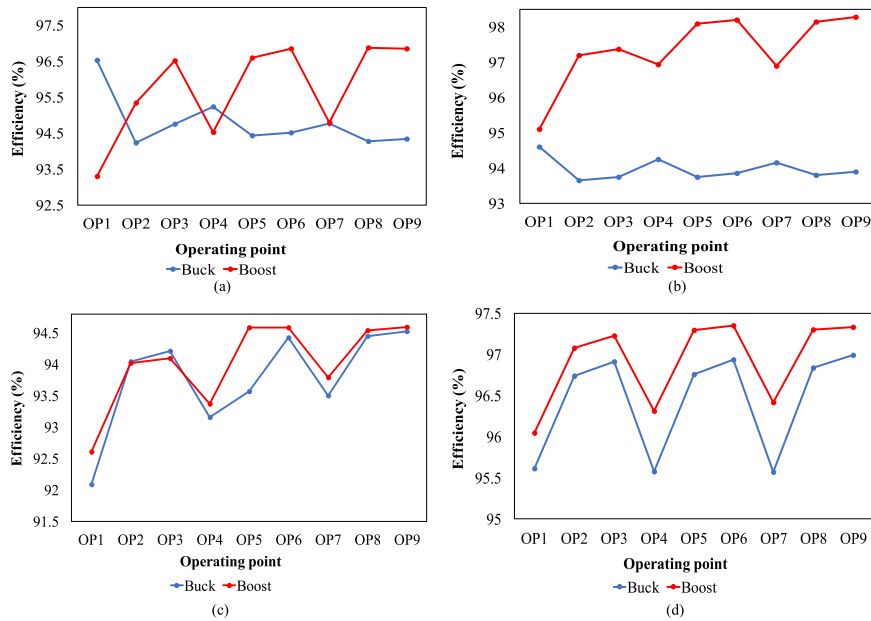 97.5
96.5
95.5
94.5
93.5
92.5
Efficiency (%)
OP1 OP2 OP3 OP4 OP5 OP6 OP7 OP8 OP9
Operating point
Buck Boost
(a)
98
97
96
95
94
93
Efficiency (%)
OP1 OP2 OP3 OP4 OP5 OP6 OP7 OP8 OP9
Operating point
Buck Boost
(b)
94.5
94
93.5
93
92.5
92
91.5
Efficiency (%)
OP1 OP2 OP3 OP4 OP5 OP6 OP7 OP8 OP9
Operating point
Buck Boost
(c)
97.5
97
96.5
96
95.5
95
Efficiency (%)
OP1 OP2 OP3 OP4 OP5 OP6 OP7 OP8 OP9
Operating point
Buck Boost
(d)